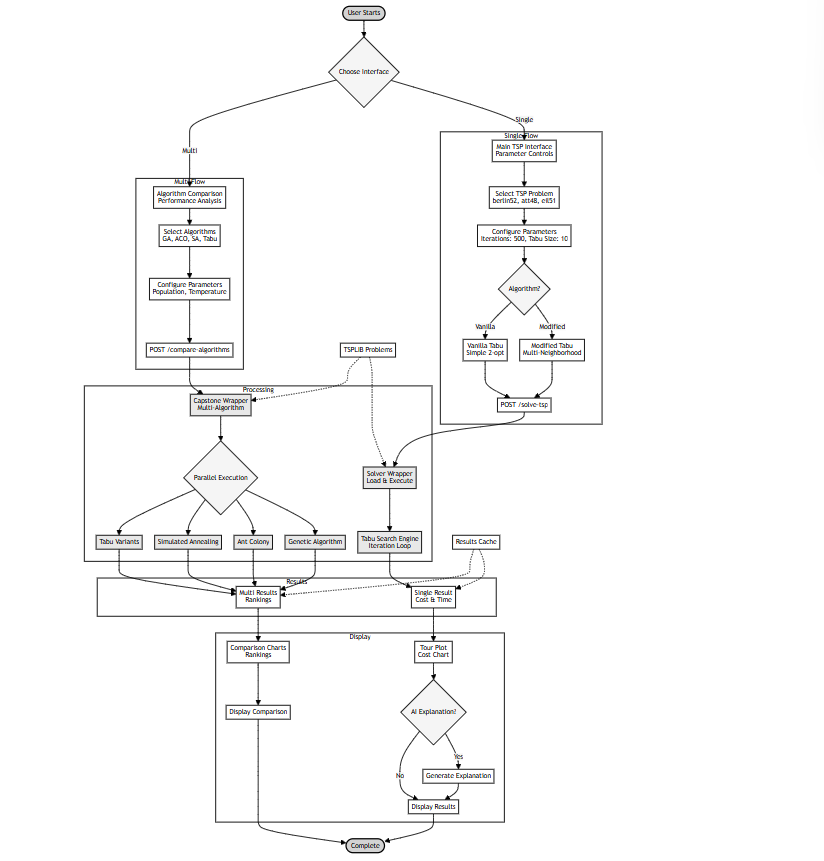 User Starts
Choose Interface
Single
Multi
Single Flow
Main TSP Interface
Parameter Controls
Multi Flow
Algorithm Comparison
Performance Analysis
Select TSP Problem
berlin52, att48, eil51
Select Algorithms
GA, ACO, SA, Tabu
Configure Parameters
Iterations: 500, Tabu Size: 10
Configure Parameters
Population, Temperature
Algorithm?
Vanilla
Modified
POST /compare-algorithms
TSPLIB Problems
Vanilla Tabu
Simple 2-opt
Modified Tabu
Multi-Neighborhood
Processing
Capstone Wrapper
Multi-Algorithm
POST /solve-tsp
Parallel Execution
Solver Wrapper
Load & Execute
Tabu Variants
Simulated Annealing
Ant Colony
Genetic Algorithm
Tabu Search Engine
Iteration Loop
Results Cache
Results
Multi Results
Rankings
Single Result
Cost & Time
Display
Comparison Charts
Rankings
Tour Plot
Cost Chart
Display Comparison
AI Explanation?
Yes
No
Generate Explanation
Display Results
Complete